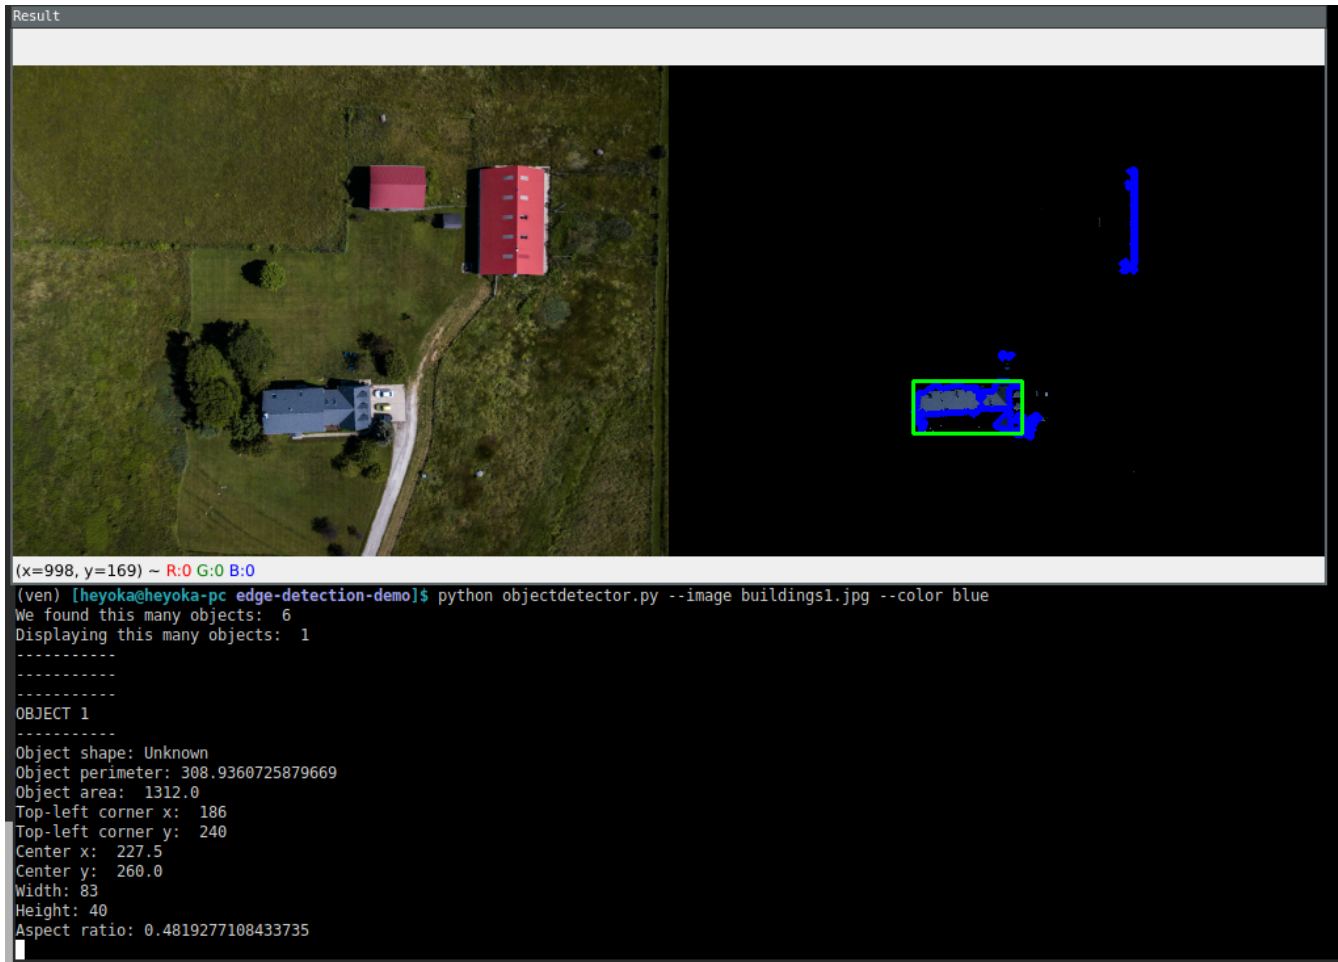 Result
(x=998, y=169) ~ R:0 G:0 B:0
(ven) [heyoka@heyoka-pc edge-detection-demo]$ python objectdetector.py --image buildings1.jpg --color blue
We found this many objects:  6
Displaying this many objects:  1
-----------
-----------
-----------
OBJECT 1
-----------
Object shape: Unknown
Object perimeter: 308.9360725879669
Object area:  1312.0
Top-left corner x:  186
Top-left corner y:  240
Center x:  227.5
Center y:  260.0
Width: 83
Height: 40
Aspect ratio: 0.4819277108433735